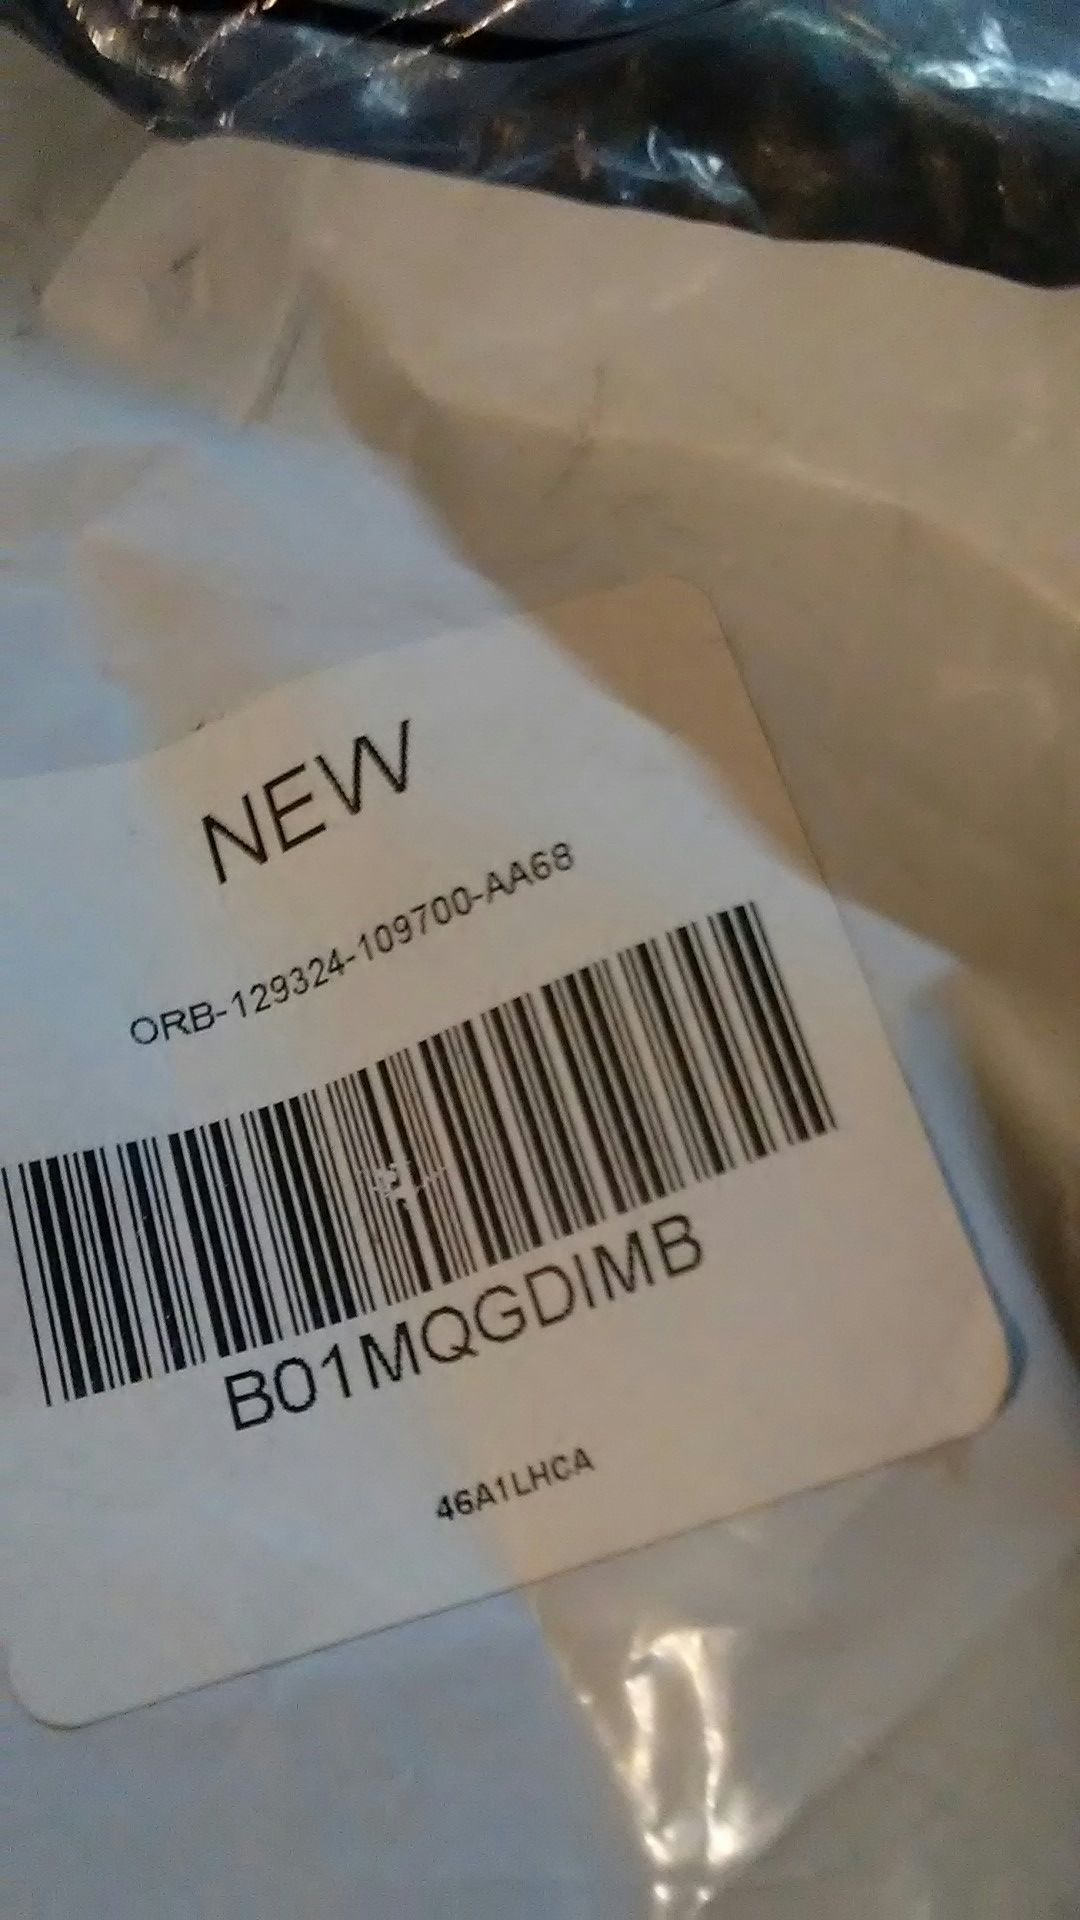 NEW
ORB-129324-109700-AA68
B01MQGDIMB
46A1LHCA